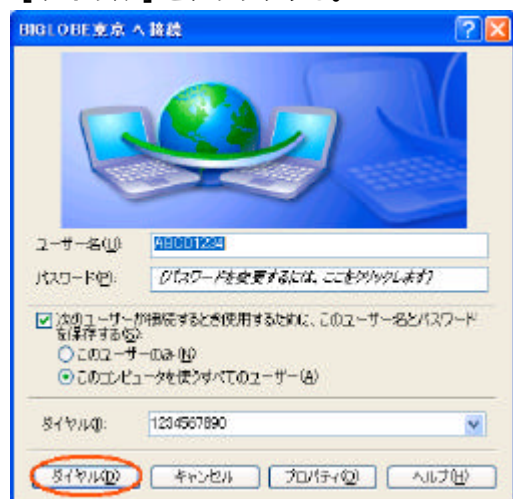 BIGLOBE東京 へ接続
ユーザー名(U):
ABCD1234
パスワード(P):
[パスワードを変更するには、ここをクリックします]
次のユーザーが接続するとき使用するために、このユーザー名とパスワード
を保存する(S):
このユーザーのみ(N)
このコンピュータを使うすべてのユーザー(A)
ダイヤル(I):
1234567890
ダイヤル(D)
キャンセル
プロパティ(O)
ヘルプ(H)